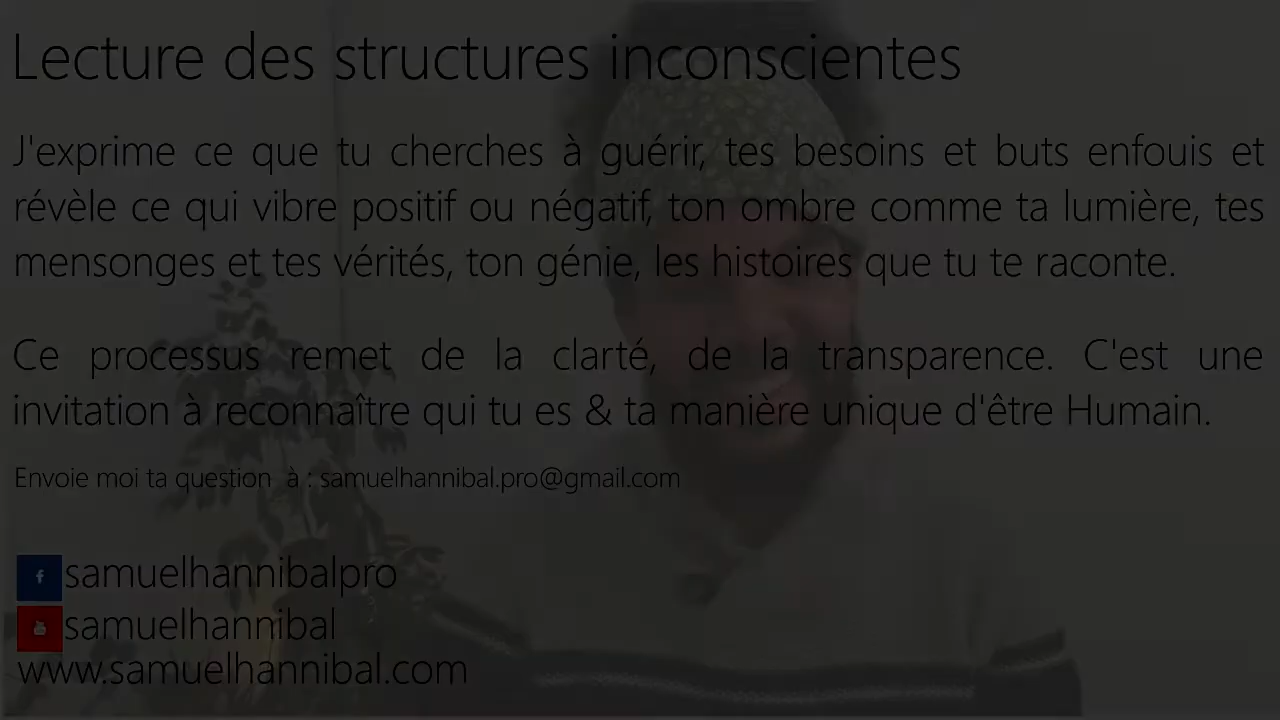 Lecture des structures inconscientes
J'exprime ce que tu cherches à guérir, tes besoins et buts enfouis et
révèle ce qui vibre positif ou négatif, ton ombre comme ta lumière, tes
mensonges et tes vérités, ton génie, les histoires que tu te raconte.
Ce processus remet de la clarté, de la transparence. C'est une
invitation à reconnaître qui tu es & ta manière unique d'être Humain.
Envoie moi ta question à : samuelhannibal.pro@gmail.com
f samuelhannibalpro
samuelhannibal
www.samuelhannibal.com